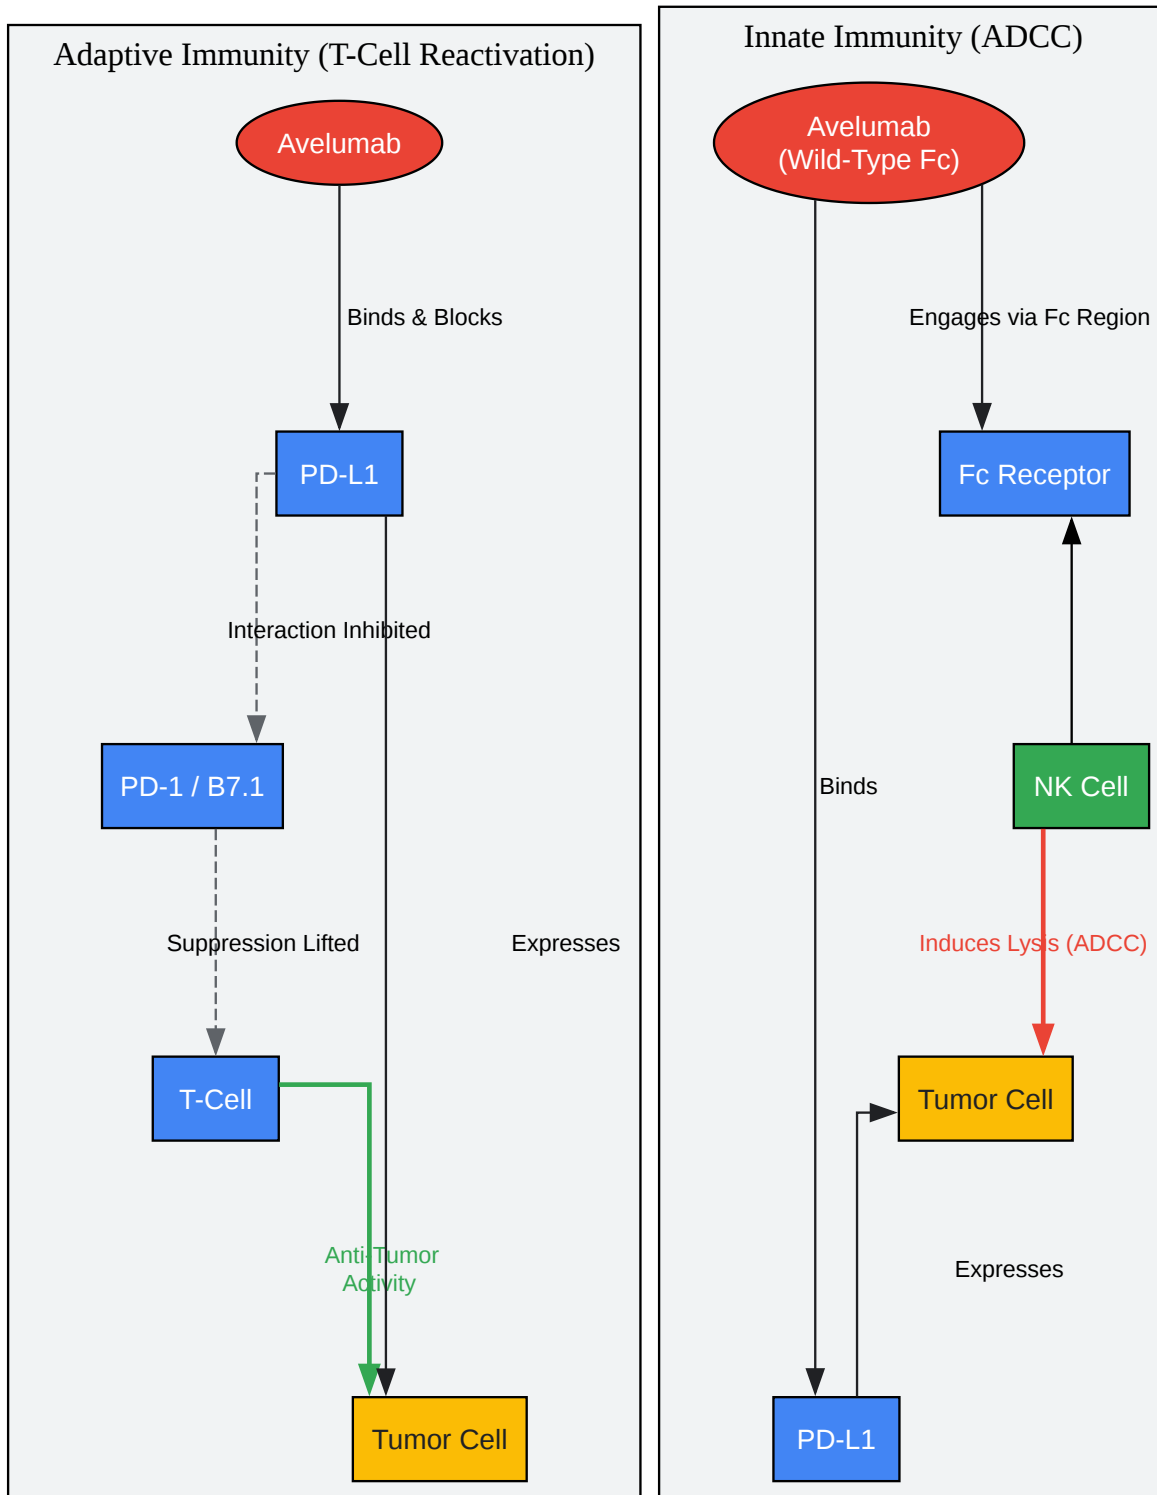 Adaptive Immunity (T-Cell Reactivation)
Avelumab
Binds & Blocks
PD-L1
Interaction Inhibited
PD-1 / B7.1
Suppression Lifted
Expresses
T-Cell
Anti-Tumor
Activity
Tumor Cell
Innate Immunity (ADCC)
Avelumab
(Wild-Type Fc)
Engages via Fc Region
Fc Receptor
Binds
NK Cell
Induces Lysis (ADCC)
Tumor Cell
Expresses
PD-L1